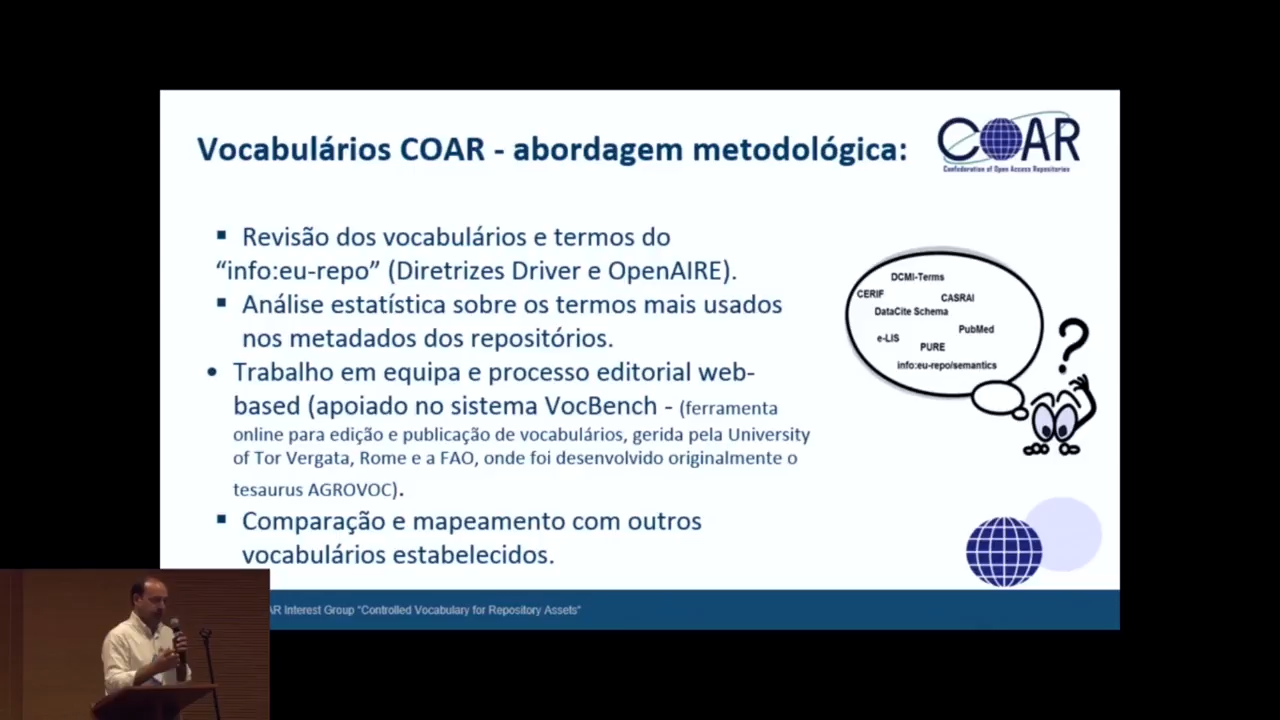 Vocabulários COAR - abordagem metodológica:
COAR
Confederation of Open Access Repositories
▪ Revisão dos vocabulários e termos do
“info:eu-repo” (Diretrizes Driver e OpenAIRE).
▪ Análise estatística sobre os termos mais usados
nos metadados dos repositórios.
• Trabalho em equipa e processo editorial web-
based (apoiado no sistema VocBench - (ferramenta
online para edição e publicação de vocabulários, gerida pela University
of Tor Vergata, Rome e a FAO, onde foi desenvolvido originalmente o
tesaurus AGROVOC).
▪ Comparação e mapeamento com outros
vocabulários estabelecidos.
DCMI-Terms
CERIF
CASRAI
DataCite Schema
PubMed
e-LIS
PURE
info:eu-repo/semantics
?
AR Interest Group "Controlled Vocabulary for Repository Assets"